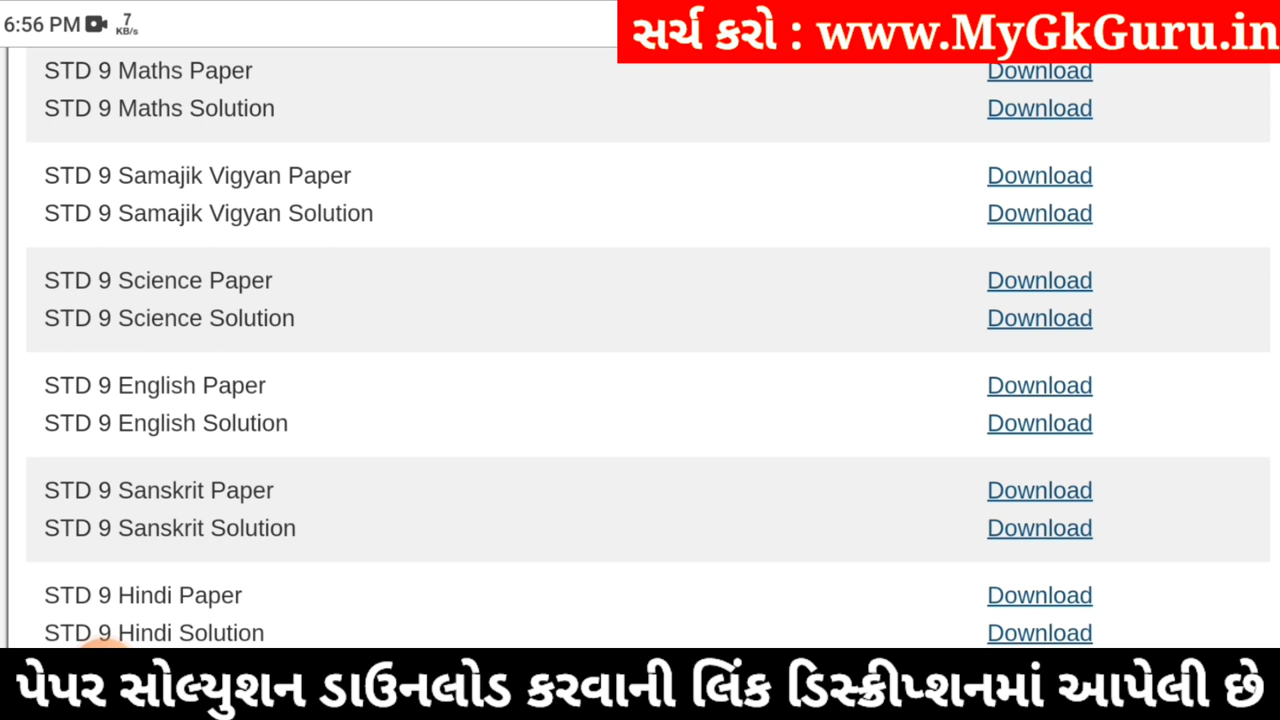 6:56 PM 7 KB/s
સર્ચ કરો : www.MyGkGuru.in
STD 9 Maths Paper Download
STD 9 Maths Solution Download
STD 9 Samajik Vigyan Paper Download
STD 9 Samajik Vigyan Solution Download
STD 9 Science Paper Download
STD 9 Science Solution Download
STD 9 English Paper Download
STD 9 English Solution Download
STD 9 Sanskrit Paper Download
STD 9 Sanskrit Solution Download
STD 9 Hindi Paper Download
STD 9 Hindi Solution Download
પેપર સોલ્યુશન ડાઉનલોડ કરવાની લિંક ડિસ્ક્રીપ્શનમાં આપેલી છે